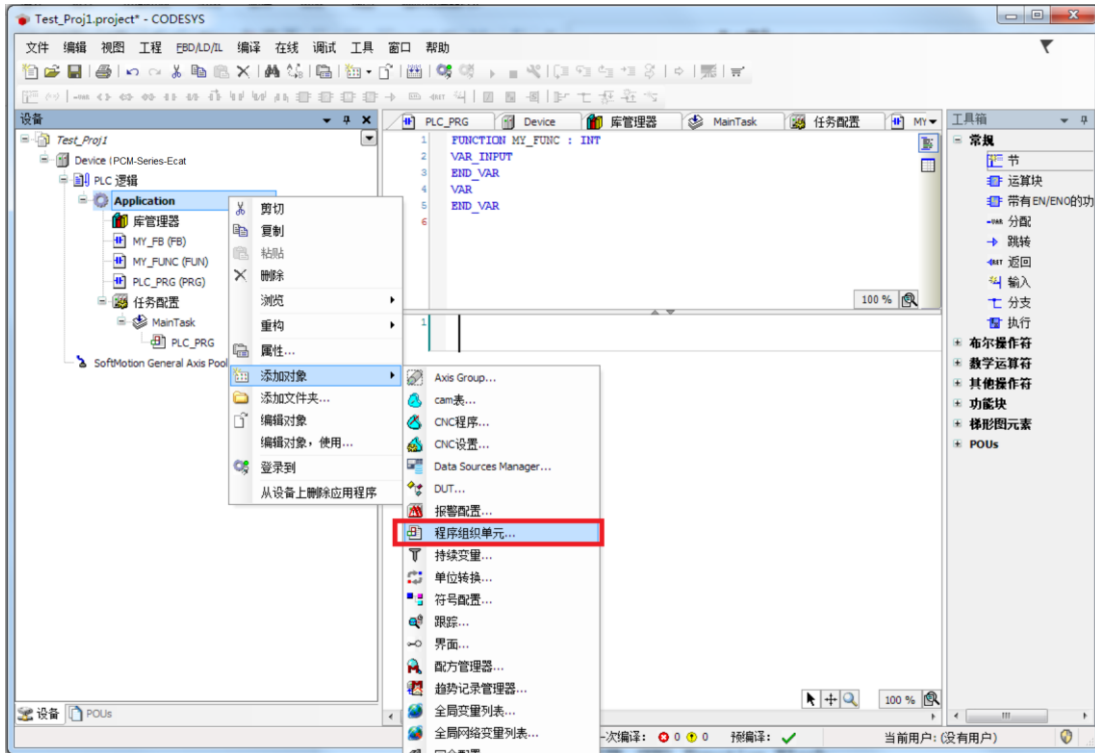 Test_Proj1.project* - CODESYS
文件 编辑 视图 工程 FBD/LD/IL 编译 在线 调试 工具 窗口 帮助
设备
Test_Proj1
Device (PCM-Series-Ecat
PLC 逻辑
Application
库管理器
MY_FB (FB)
MY_FUNC (FUN)
PLC_PRG (PRG)
任务配置
MainTask
PLC_PRG
SoftMotion General Axis Pool
设备 POUs
剪切
复制
粘贴
删除
浏览
重构
属性...
添加对象
添加文件夹...
编辑对象
编辑对象，使用...
登录到
从设备上删除应用程序
Axis Group...
cam表...
CNC程序...
CNC设置...
Data Sources Manager...
DUT...
报警配置...
程序组织单元...
持续变量...
单位转换...
符号配置...
跟踪...
界面...
配方管理器...
趋势记录管理器...
全局变量列表...
全局网络变量列表...
PLC_PRG Device 库管理器 MainTask 任务配置 MY
1 FUNCTION MY_FUNC : INT
2 VAR_INPUT
3 END_VAR
4 VAR
5 END_VAR
6
100 %
1
100 %
工具箱
常规
节
运算块
带有EN/ENO的功
分配
跳转
返回
输入
分支
执行
布尔操作符
数学运算符
其他操作符
功能块
梯形图元素
POUs
次编译: 0 0 预编译: 当前用户: (没有用户)